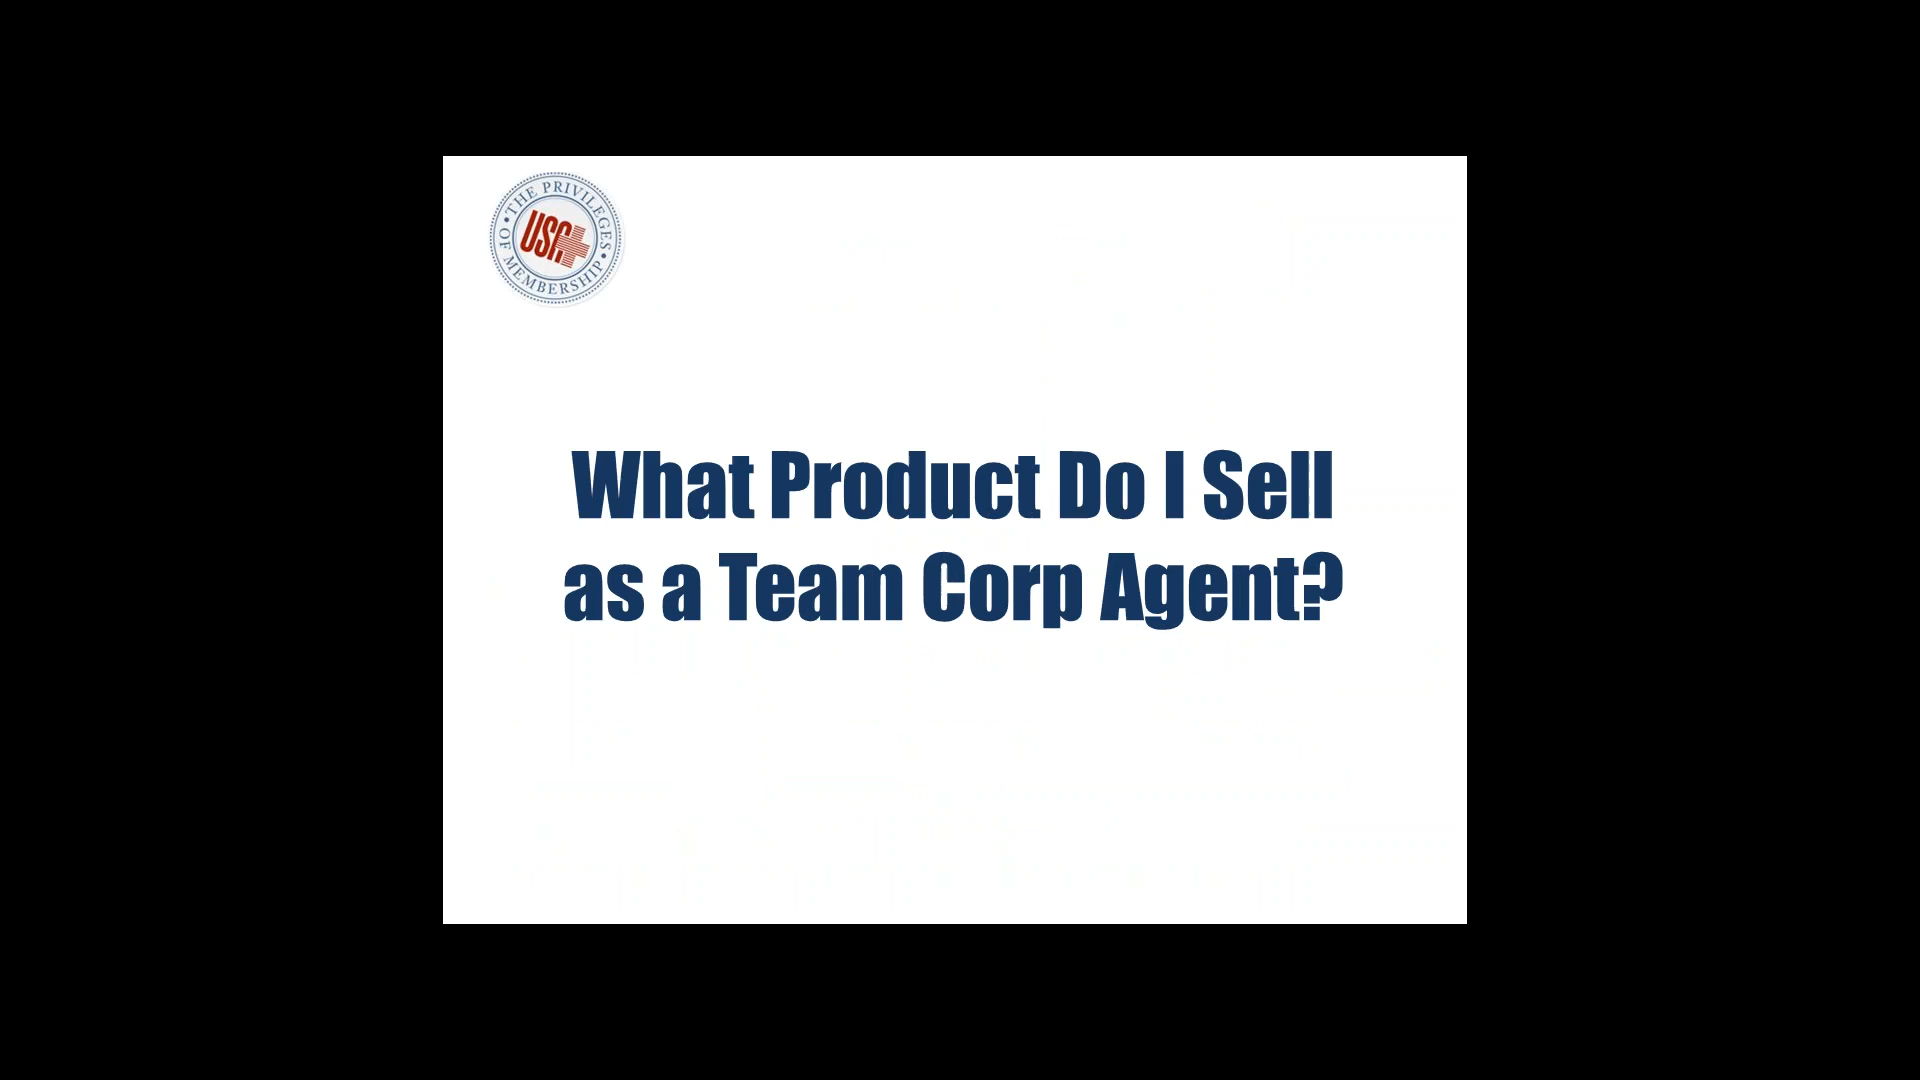 THE PRIVILEGES
OF MEMBERSHIP
USA+
What Product Do I Sell
as a Team Corp Agent?